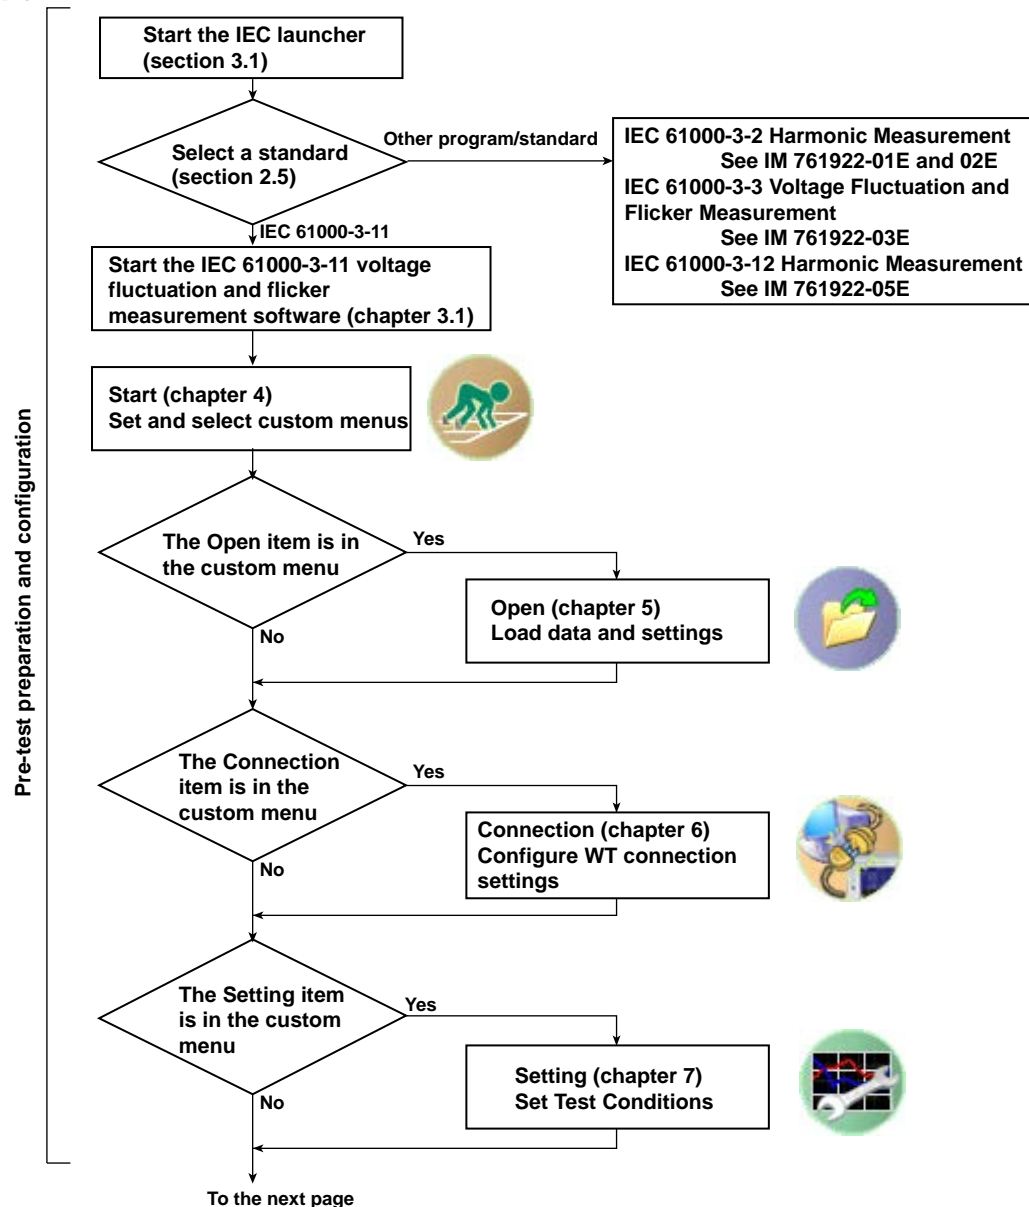 Start the IEC launcher
(section 3.1)
Select a standard
(section 2.5)
Other program/standard
IEC 61000-3-2 Harmonic Measurement
See IM 761922-01E and 02E
IEC 61000-3-3 Voltage Fluctuation and
Flicker Measurement
See IM 761922-03E
IEC 61000-3-12 Harmonic Measurement
See IM 761922-05E
IEC 61000-3-11
Start the IEC 61000-3-11 voltage
fluctuation and flicker
measurement software (chapter 3.1)
Start (chapter 4)
Set and select custom menus
Pre-test preparation and configuration
The Open item is in
the custom menu
Yes
Open (chapter 5)
Load data and settings
No
The Connection
item is in the
custom menu
Yes
Connection (chapter 6)
Configure WT connection
settings
No
The Setting item
is in the custom
menu
Yes
Setting (chapter 7)
Set Test Conditions
No
To the next page